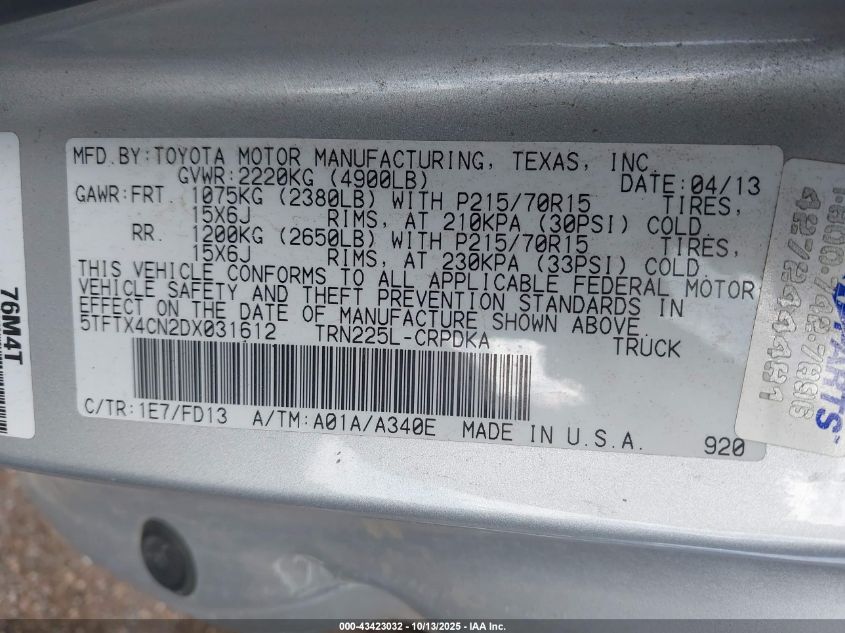 MFD.BY:TOYOTA MOTOR MANUFACTURING, TEXAS, INC.
GVWR:2220KG (4900LB) DATE:04/13
GAWR:FRT 1075KG (2380LB) WITH P215/70R15 TIRES,
15X6J RIMS, AT 210KPA (30PSI) COLD.
RR. 1200KG (2650LB) WITH P215/70R15 TIRES,
15X6J RIMS, AT 230KPA (33PSI) COLD.
THIS VEHICLE CONFORMS TO ALL APPLICABLE FEDERAL MOTOR
VEHICLE SAFETY AND THEFT PREVENTION STANDARDS IN
EFFECT ON THE DATE OF MANUFACTURE SHOWN ABOVE.
5TFTX4CN2DX031612 TRN225L-CRPDKA TRUCK
C/TR:1E7/FD13 A/TM:A01A/A340E MADE IN U.S.A.
920
76M4T
PARTS
000-43423032 - 10/13/2025 - IAA Inc.